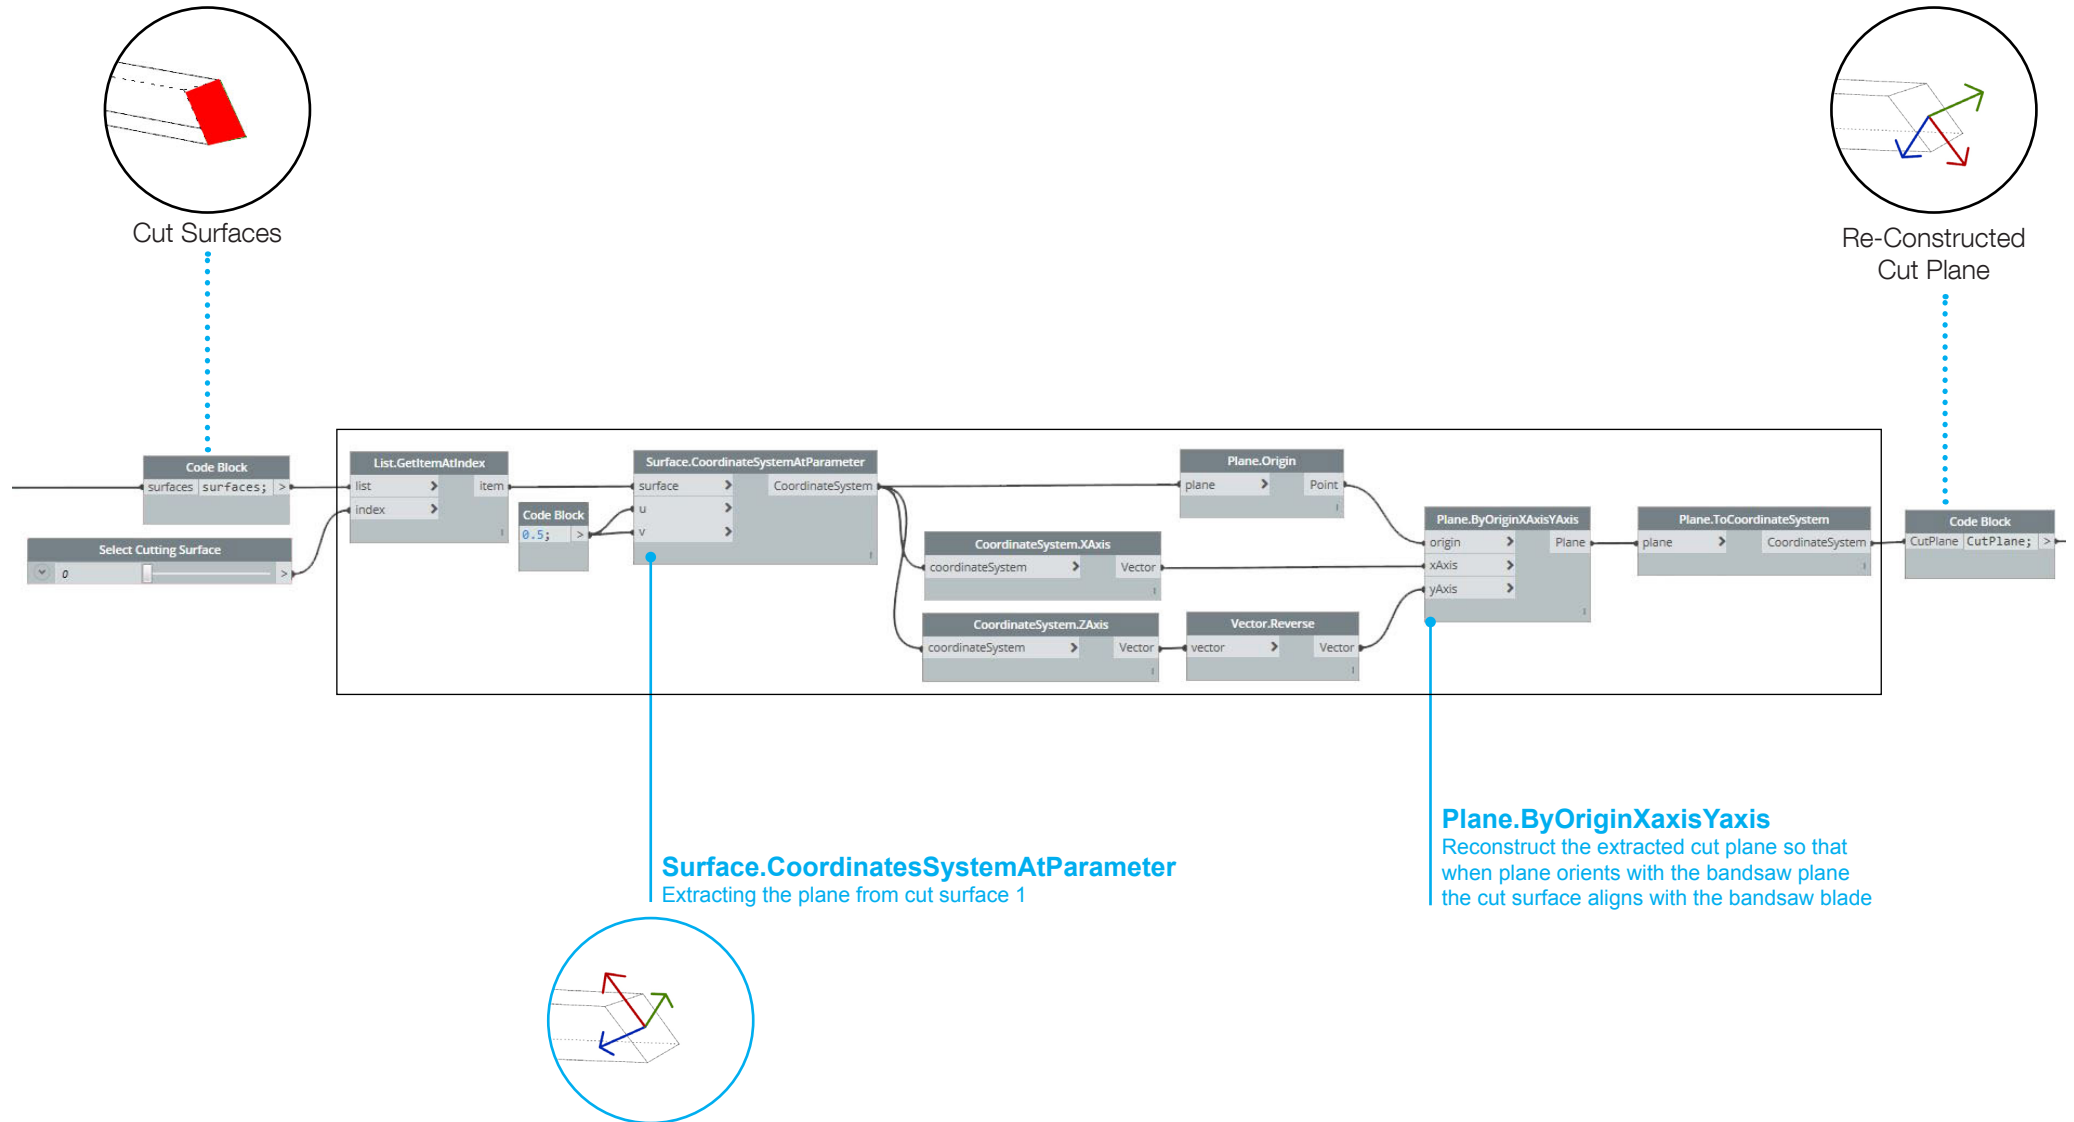 Cut Surfaces
Re-Constructed
Cut Plane
Code Block
surfaces surfaces; >
Select Cutting Surface
0 >
List.GetItemAtIndex
list > item
index >
Code Block
0.5; >
Surface.CoordinateSystemAtParameter
surface > CoordinateSystem
u >
v >
CoordinateSystem.XAxis
coordinateSystem > Vector
CoordinateSystem.ZAxis
coordinateSystem > Vector
Plane.Origin
plane > Point
Vector.Reverse
vector > Vector
Plane.ByOriginXAxisYAxis
origin > Plane
xAxis >
yAxis >
Plane.ToCoordinateSystem
plane > CoordinateSystem
Code Block
CutPlane CutPlane; >
Surface.CoordinatesSystemAtParameter
Extracting the plane from cut surface 1
Plane.ByOriginXaxisYaxis
Reconstruct the extracted cut plane so that
when plane orients with the bandsaw plane
the cut surface aligns with the bandsaw blade